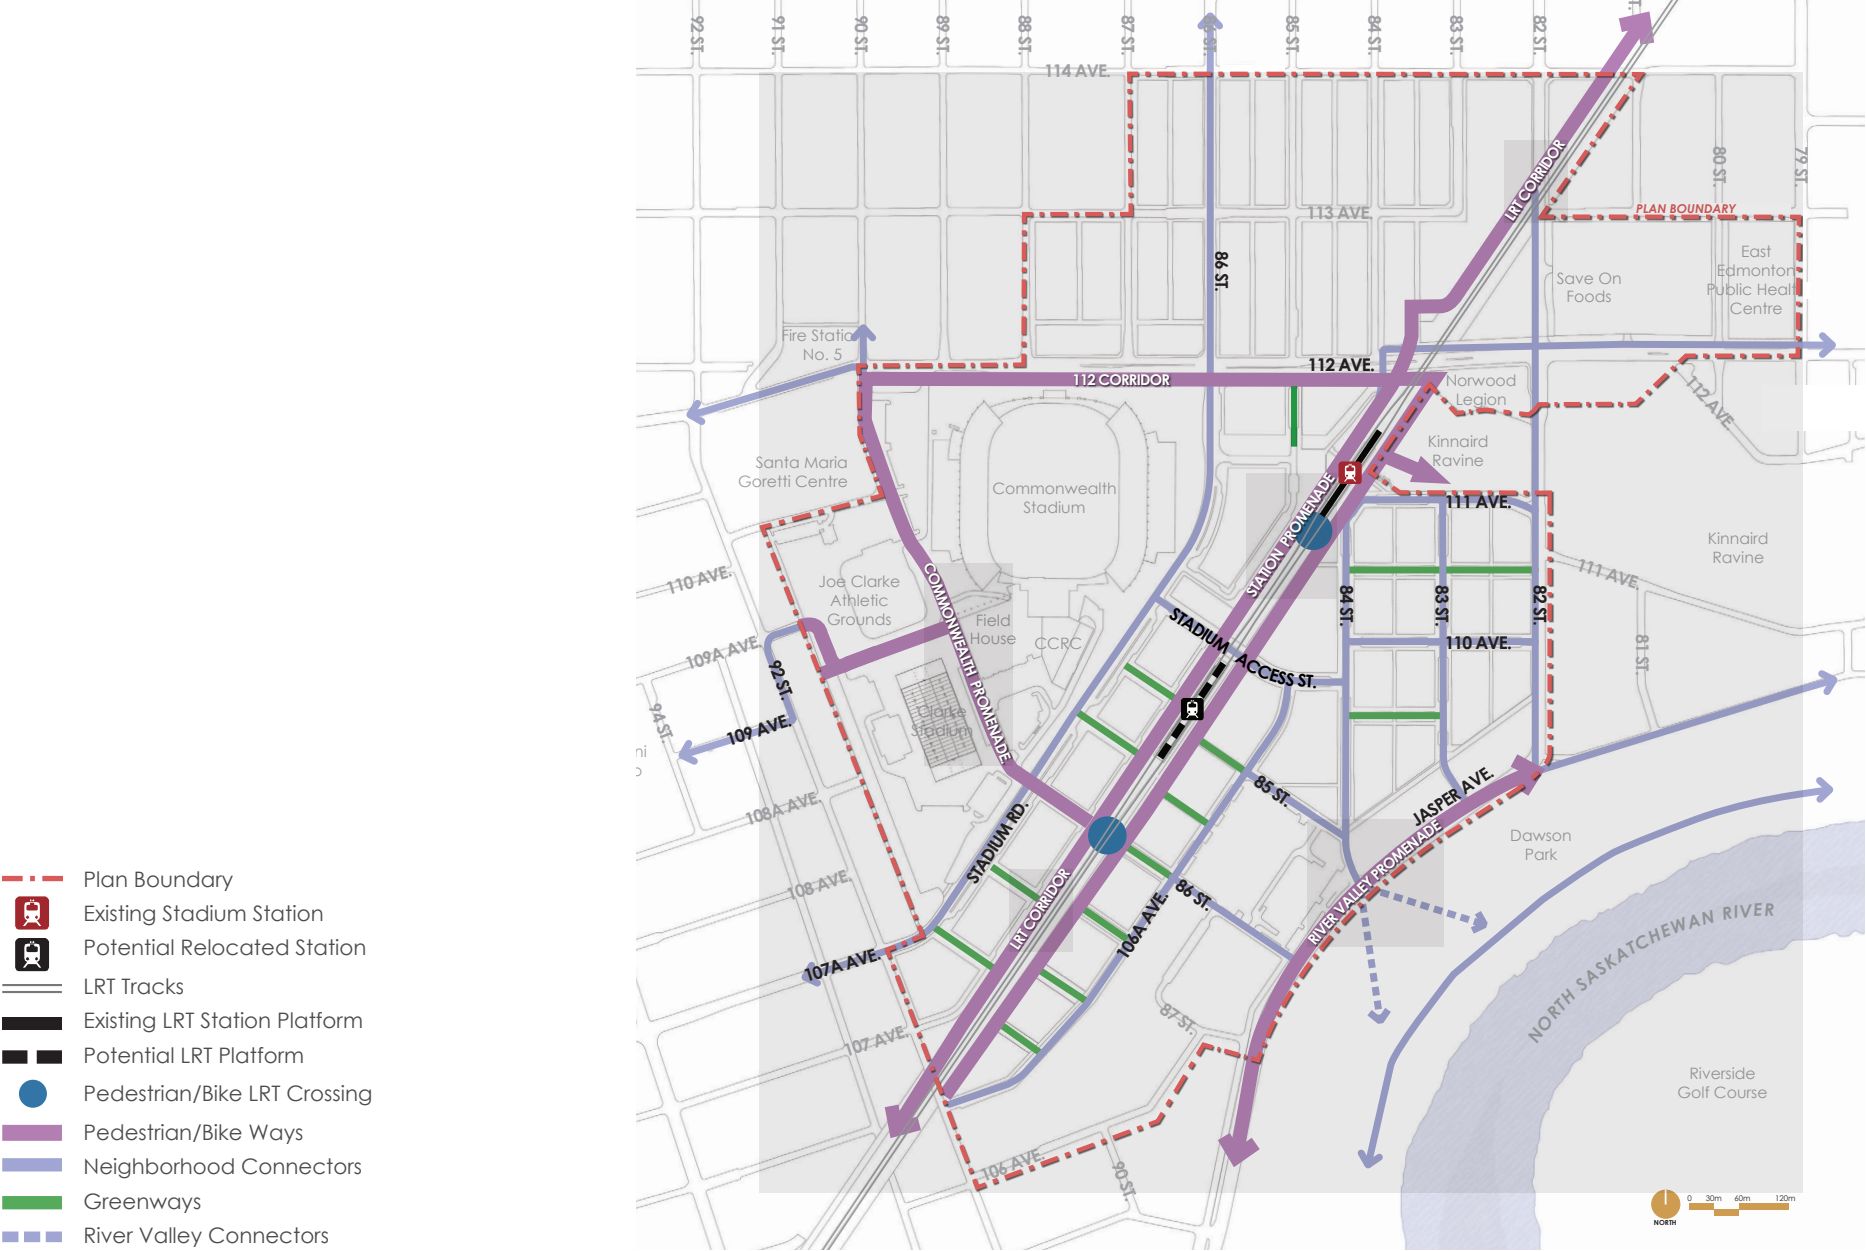 92 ST.
91 ST.
90 ST.
89 ST.
88 ST.
87 ST.
86 ST.
85 ST.
84 ST.
83 ST.
82 ST.
114 AVE.
LRT CORRIDOR
80 ST.
79 ST.
113 AVE.
PLAN BOUNDARY
86 ST.
East
Edmonton
Public Healt
Centre
Save On
Foods
Fire Statio
No. 5
112 AVE.
112 CORRIDOR
Norwood
Legion
112 AVE.
Kinnaird
Ravine
Santa Maria
Goretti Centre
Commonwealth
Stadium
STATION PROMENADE
111 AVE.
Kinnaird
Ravine
110 AVE.
Joe Clarke
Athletic
Grounds
COMMONWEALTH PROMENADE
111 AVE.
84 ST.
83 ST.
82 ST.
Field
House
CCRC
STADIUM ACCESS ST.
110 AVE.
81 ST.
109A AVE.
92 ST.
94 ST.
109 AVE.
Clarke
Stadium
ni
85 ST.
JASPER AVE.
108A AVE.
STADIUM RD.
RIVER VALLEY PROMENADE
Dawson
Park
108 AVE.
LRT CORRIDOR
86 ST.
106A AVE.
107A AVE.
NORTH SASKATCHEWAN RIVER
87 ST.
107 AVE.
Riverside
Golf Course
106 AVE.
90 ST.
0 30m 60m 120m
NORTH
Plan Boundary
Existing Stadium Station
Potential Relocated Station
LRT Tracks
Existing LRT Station Platform
Potential LRT Platform
Pedestrian/Bike LRT Crossing
Pedestrian/Bike Ways
Neighborhood Connectors
Greenways
River Valley Connectors